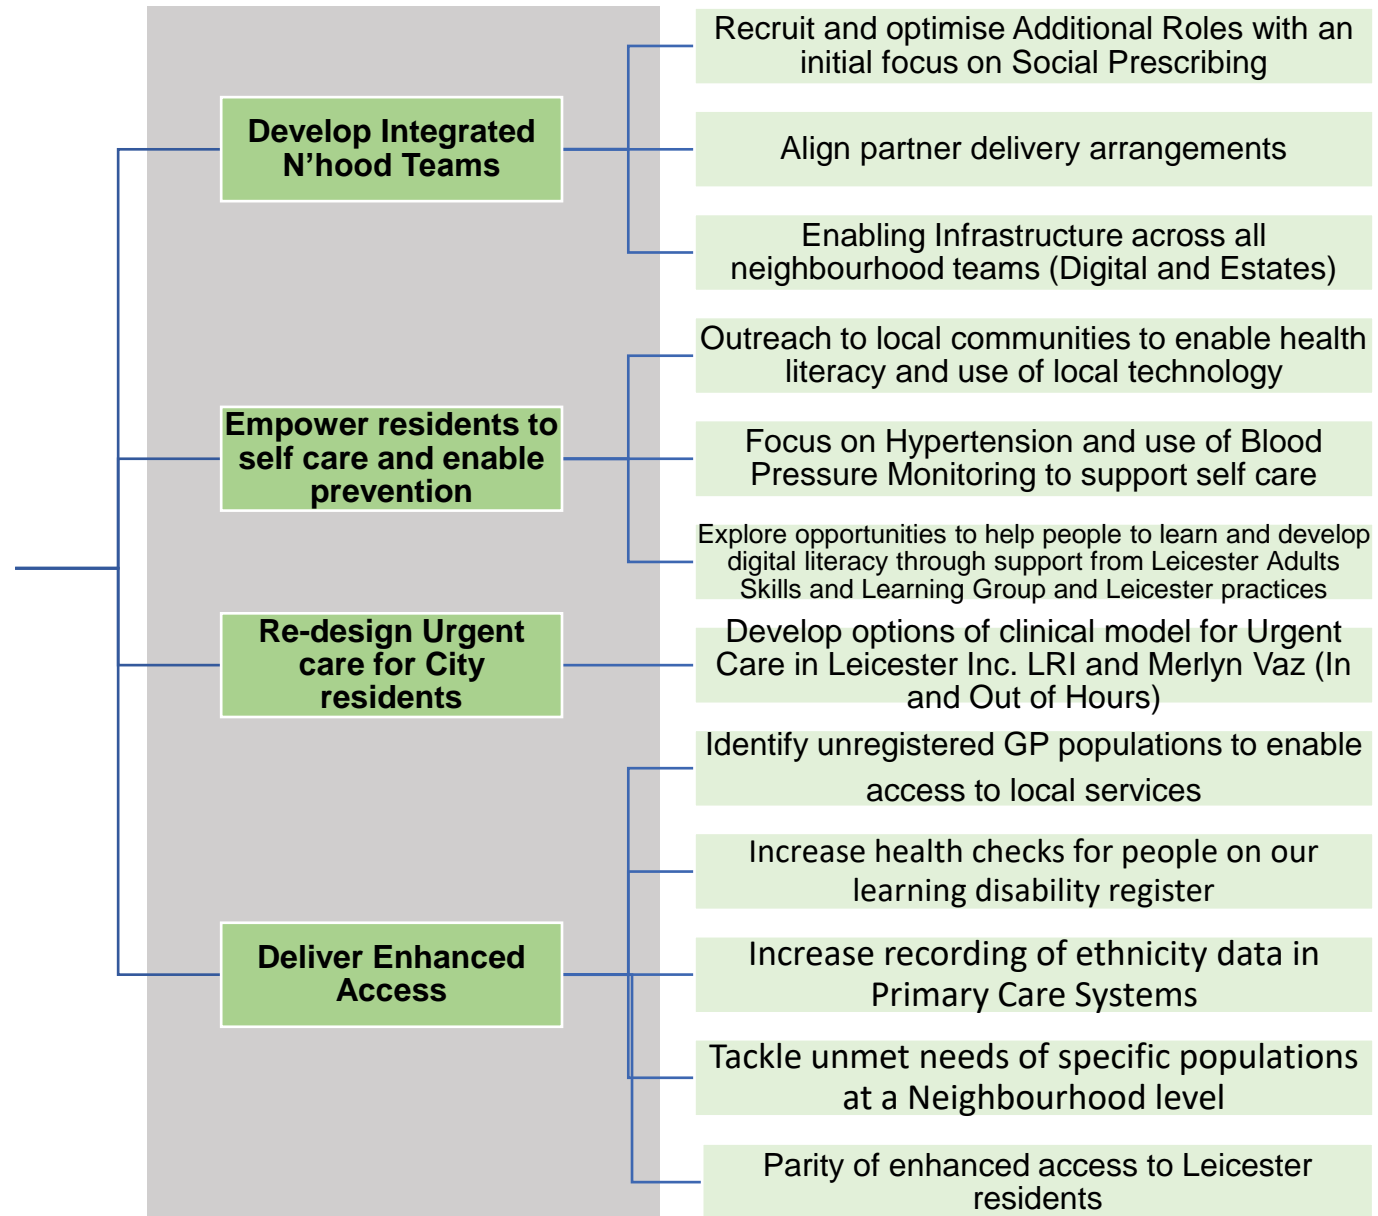 Develop Integrated
N'hood Teams
Recruit and optimise Additional Roles with an
initial focus on Social Prescribing
Align partner delivery arrangements
Enabling Infrastructure across all
neighbourhood teams (Digital and Estates)
Empower residents to
self care and enable
prevention
Outreach to local communities to enable health
literacy and use of local technology
Focus on Hypertension and use of Blood
Pressure Monitoring to support self care
Explore opportunities to help people to learn and develop
digital literacy through support from Leicester Adults
Skills and Learning Group and Leicester practices
Re-design Urgent
care for City
residents
Develop options of clinical model for Urgent
Care in Leicester Inc. LRI and Merlyn Vaz (In
and Out of Hours)
Deliver Enhanced
Access
Identify unregistered GP populations to enable
access to local services
Increase health checks for people on our
learning disability register
Increase recording of ethnicity data in
Primary Care Systems
Tackle unmet needs of specific populations
at a Neighbourhood level
Parity of enhanced access to Leicester
residents